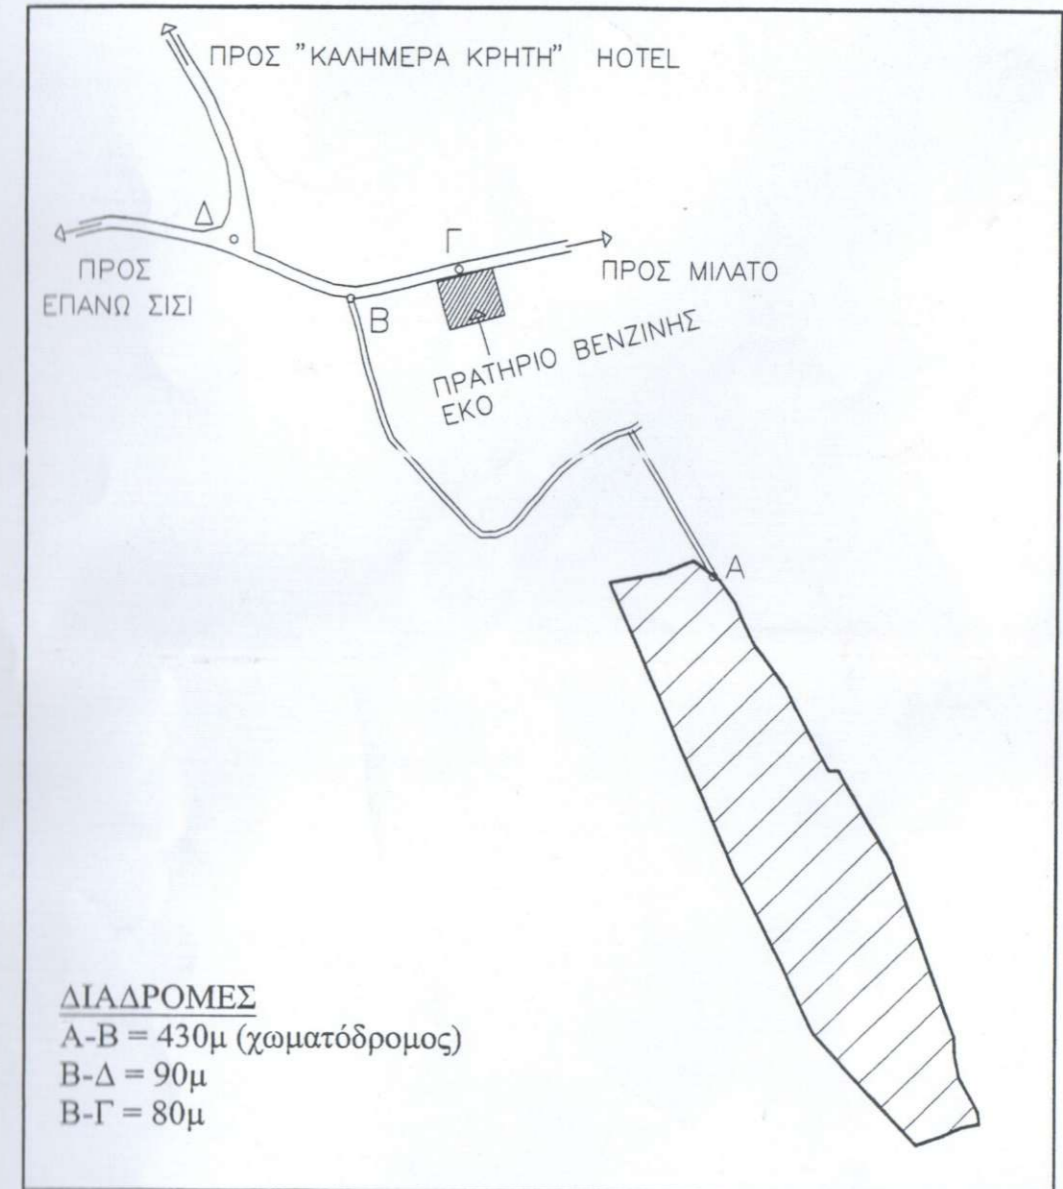 ΠΡΟΣ "ΚΑΛΗΜΕΡΑ ΚΡΗΤΗ" HOTEL
Δ
Γ
ΠΡΟΣ
ΕΠΑΝΩ ΣΙΣΙ
ΠΡΟΣ ΜΙΛΑΤΟ
Β
ΠΡΑΤΗΡΙΟ ΒΕΝΖΙΝΗΣ
ΕΚΟ
Α
ΔΙΑΔΡΟΜΕΣ
Α-Β = 430μ (χωματόδρομος)
Β-Δ = 90μ
Β-Γ = 80μ